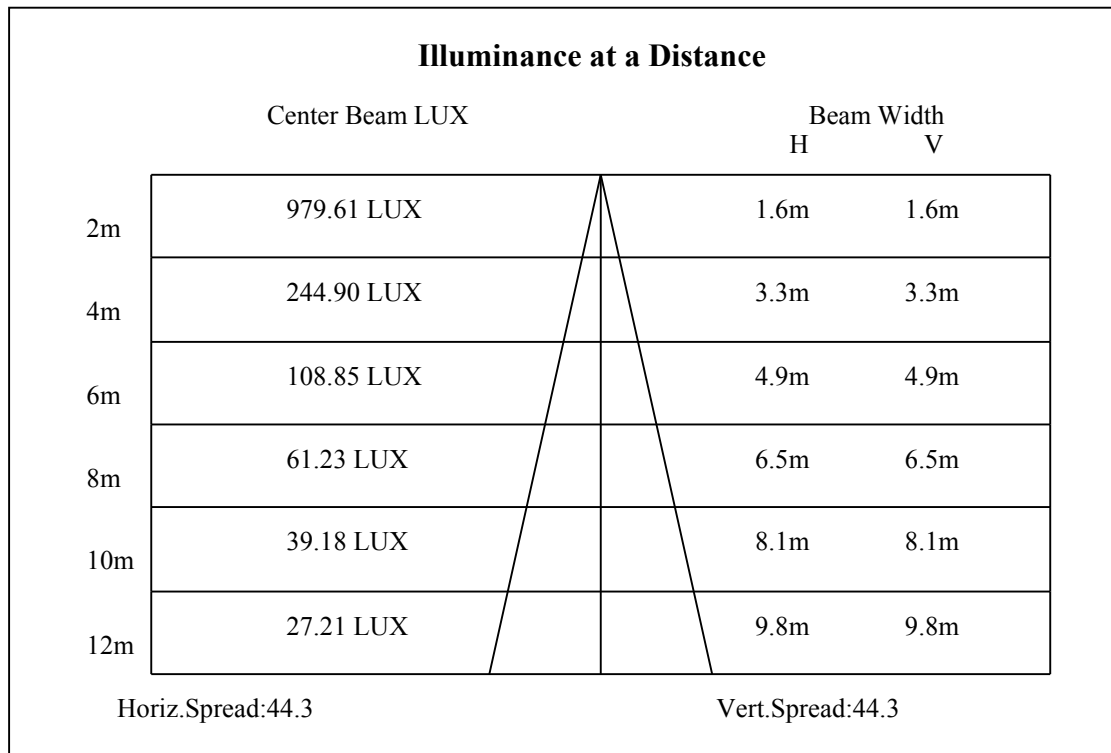 Illuminance at a Distance
Center Beam LUX Beam Width
H V
2m 979.61 LUX 1.6m 1.6m
4m 244.90 LUX 3.3m 3.3m
6m 108.85 LUX 4.9m 4.9m
8m 61.23 LUX 6.5m 6.5m
10m 39.18 LUX 8.1m 8.1m
12m 27.21 LUX 9.8m 9.8m
Horiz.Spread:44.3 Vert.Spread:44.3